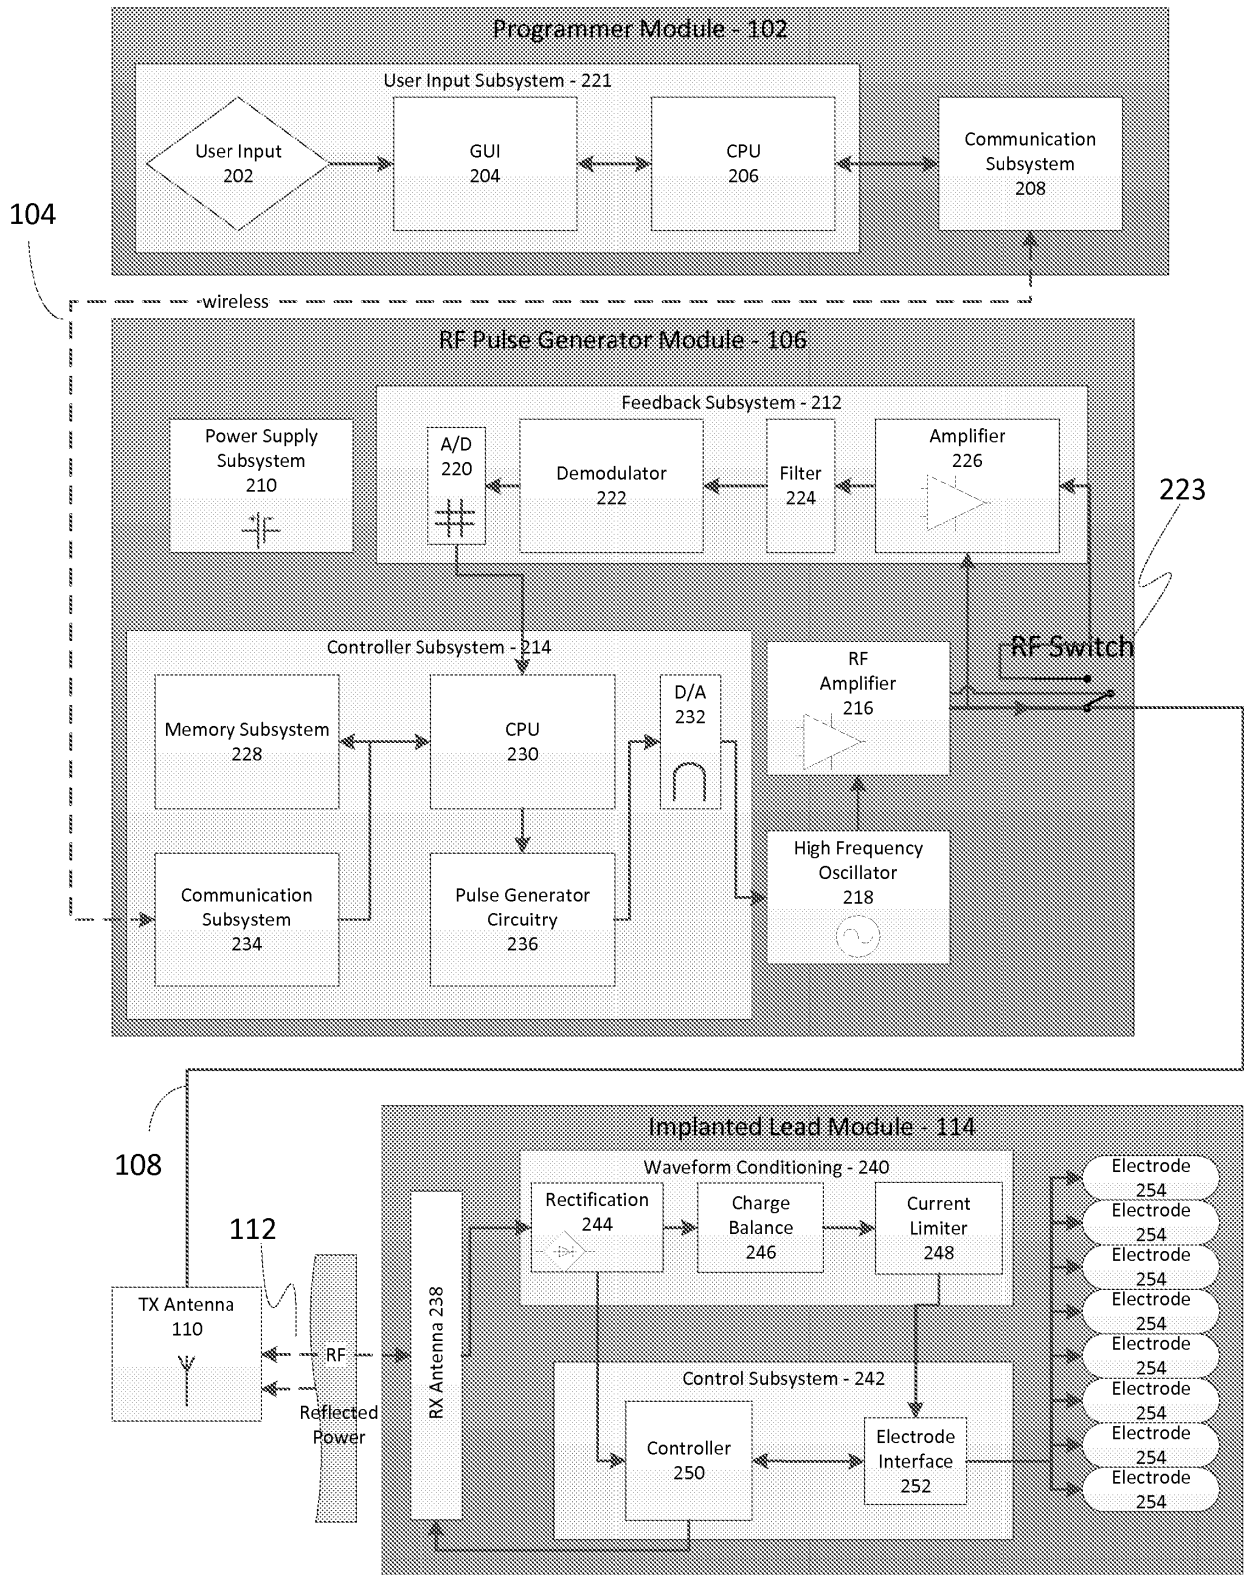 Programmer Module - 102
User Input Subsystem - 221
User Input
202
GUI
204
CPU
206
Communication
Subsystem
208
104
wireless
RF Pulse Generator Module - 106
Feedback Subsystem - 212
Power Supply
Subsystem
210
A/D
220
Demodulator
222
Filter
224
Amplifier
226
223
Controller Subsystem - 214
RF Switch
Memory Subsystem
228
CPU
230
D/A
232
RF
Amplifier
216
Communication
Subsystem
234
Pulse Generator
Circuitry
236
High Frequency
Oscillator
218
108
Implanted Lead Module - 114
Waveform Conditioning - 240
Rectification
244
Charge
Balance
246
Current
Limiter
248
Electrode
254
Electrode
254
Electrode
254
Electrode
254
Electrode
254
Electrode
254
Electrode
254
Electrode
254
112
TX Antenna
110
RF
Reflected
Power
RX Antenna 238
Control Subsystem - 242
Controller
250
Electrode
Interface
252